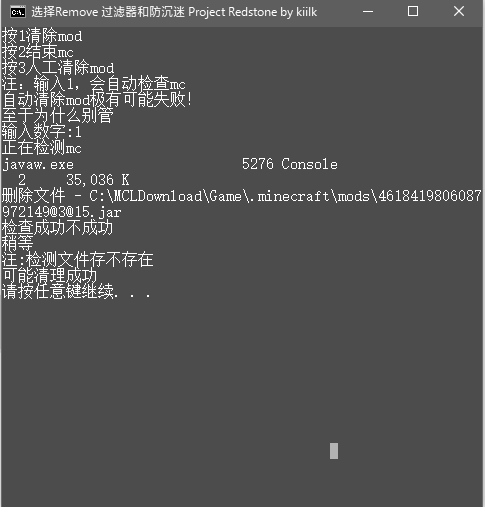 选择Remove 过滤器和防沉迷 Project Redstone by kiilk
按1清除mod
按2结束mc
按3人工清除mod
注：输入1，会自动检查mc
自动清除mod极有可能失败!
至于为什么别管
输入数字:1
正在检测mc
javaw.exe 5276 Console
2 35,036 K
删除文件 - C:\MCLDownload\Game\.minecraft\mods\4618419806087
972149@3@15.jar
检查成功不成功
稍等
注:检测文件存不存在
可能清理成功
请按任意键继续. . .